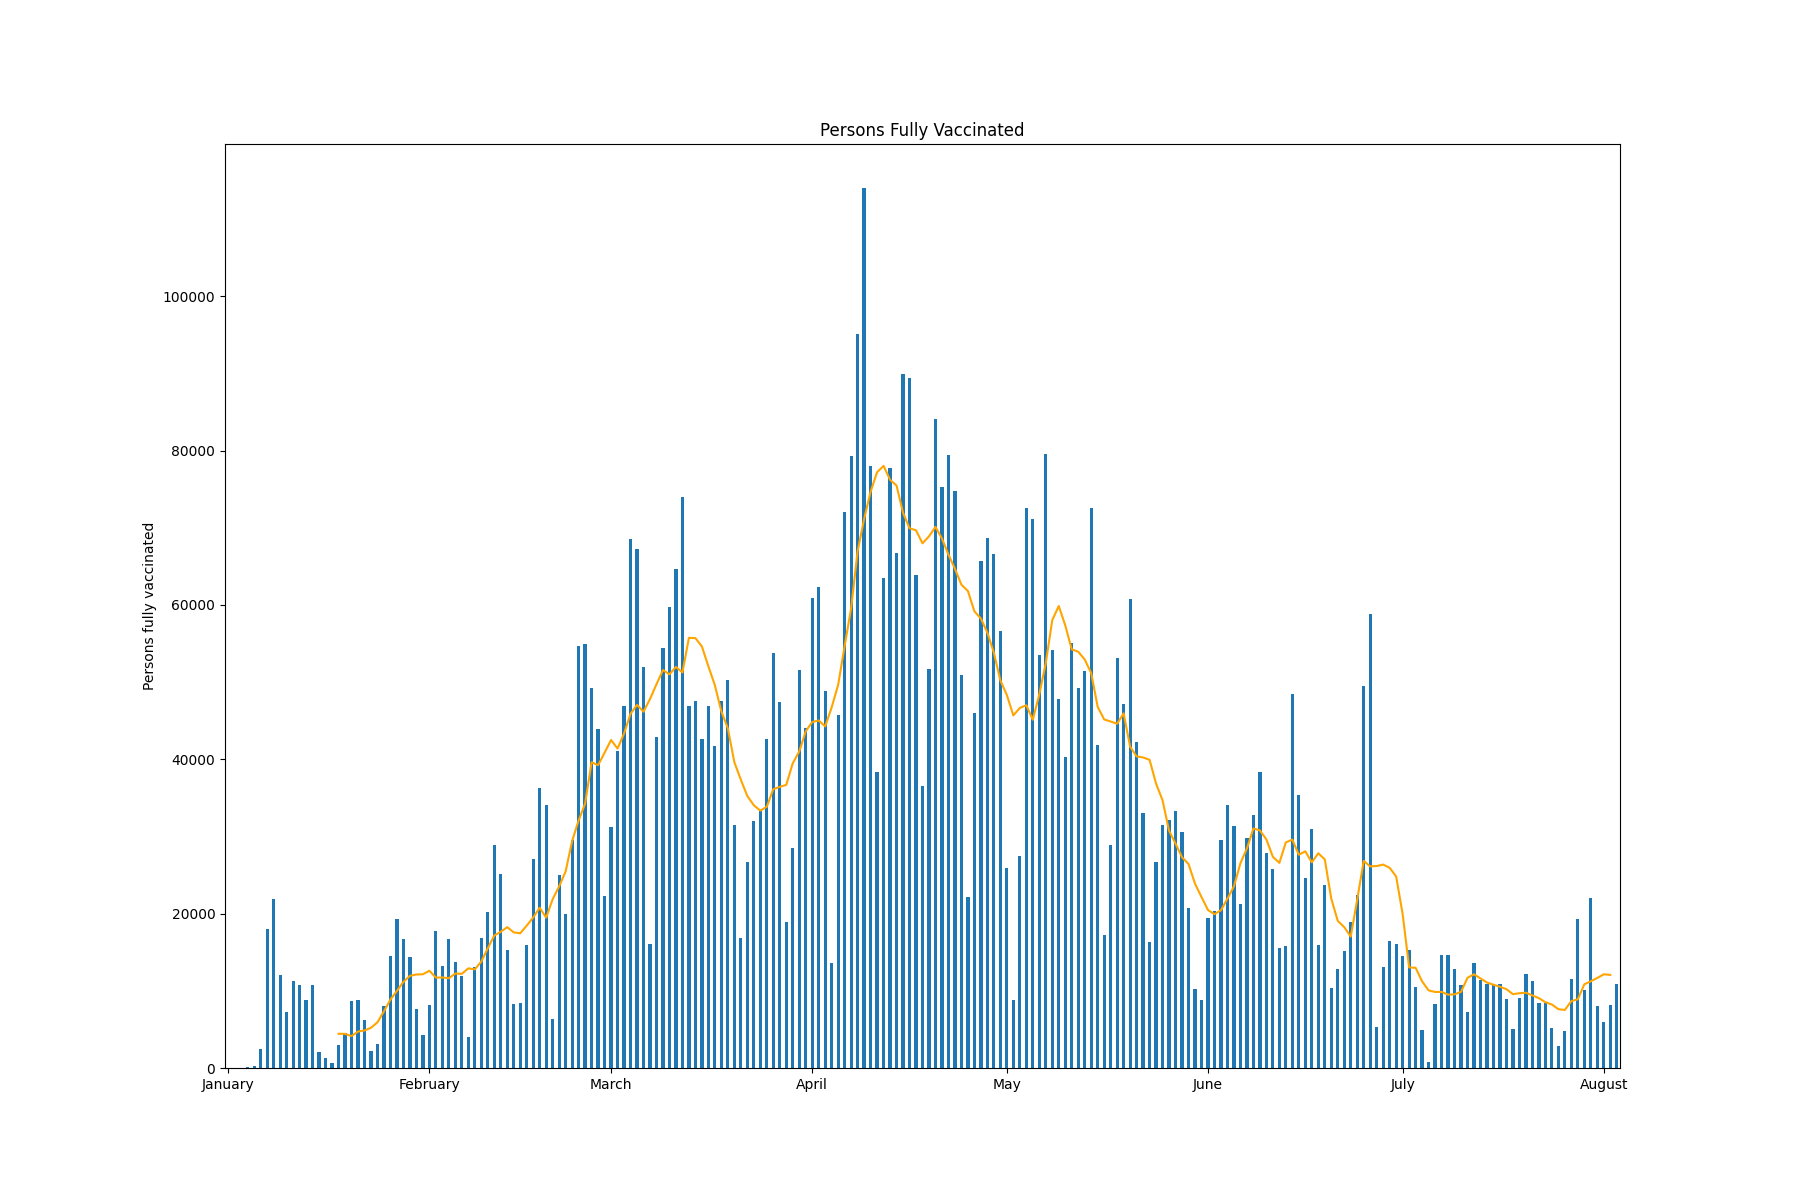 Persons Fully Vaccinated
Persons fully vaccinated
100000
80000
60000
40000
20000
0
January February March April May June July August